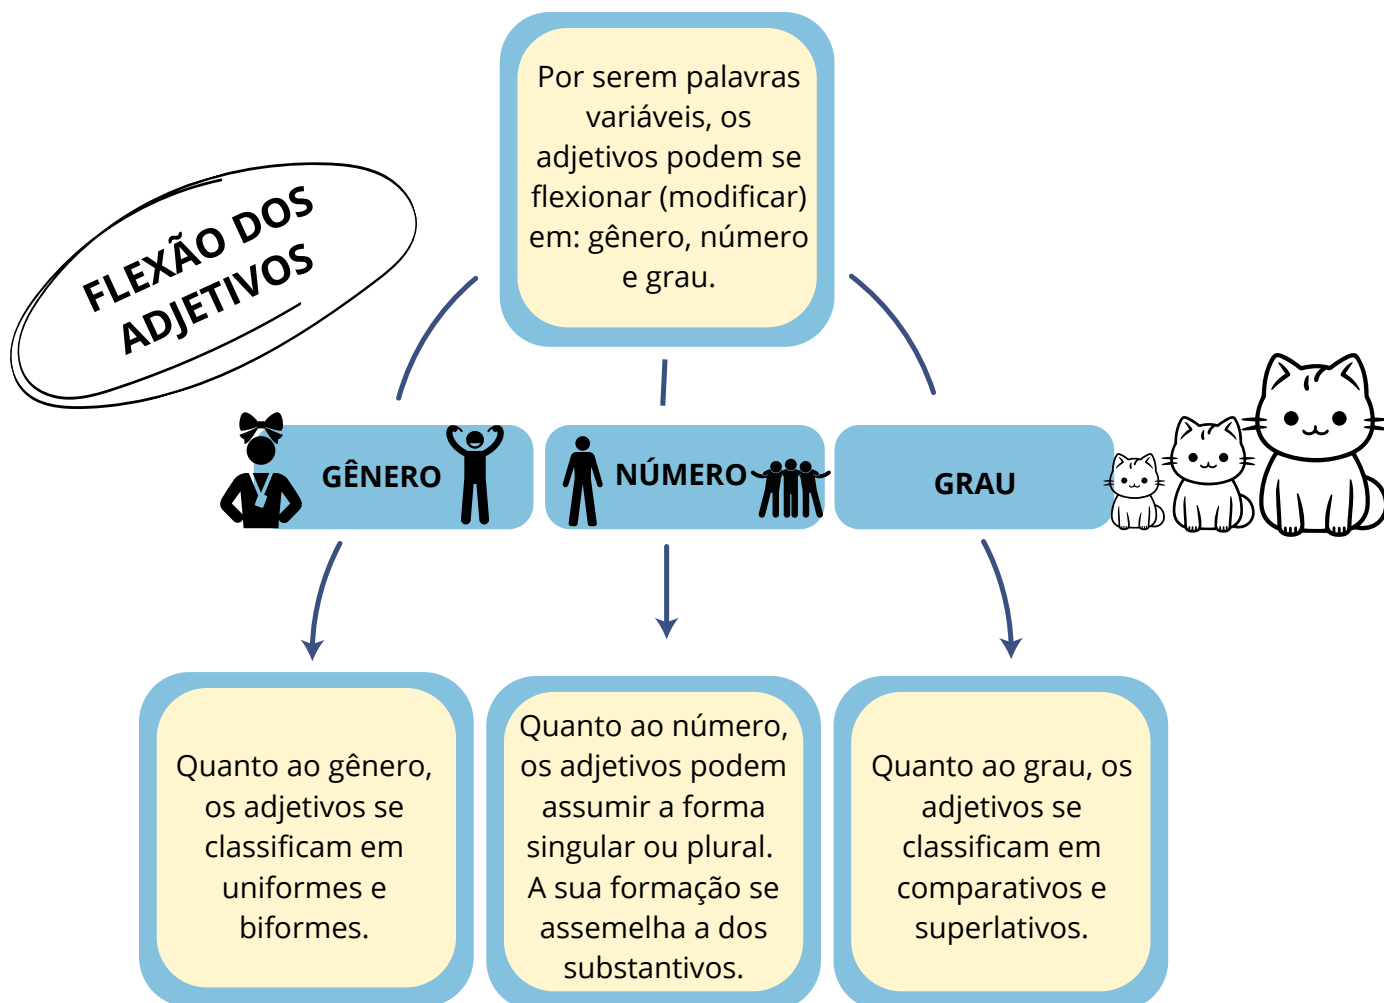 Por serem palavras
variáveis, os
adjetivos podem se
flexionar (modificar)
em: gênero, número
e grau.
FLEXÃO DOS
ADJETIVOS
GÊNERO
NÚMERO
GRAU
Quanto ao gênero,
os adjetivos se
classificam em
uniformes e
biformes.
Quanto ao número,
os adjetivos podem
assumir a forma
singular ou plural.
A sua formação se
assemelha a dos
substantivos.
Quanto ao grau, os
adjetivos se
classificam em
comparativos e
superlativos.